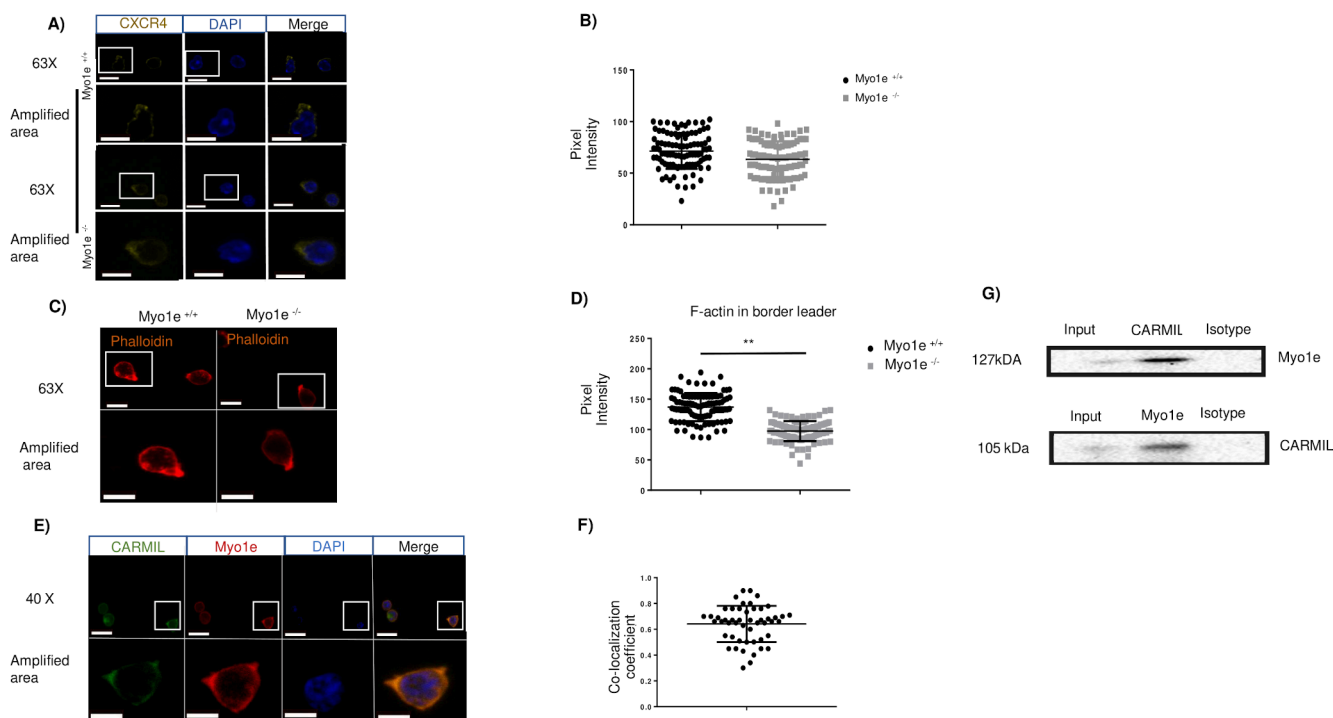 A)
CXCR4 DAPI Merge
63X
Myo1e +/+
Amplified
area
63X
Amplified
area
Myo1e -/-
B)
150
100
50
0
Pixel
Intensity
Myo1e +/+
Myo1e -/-
C)
Myo1e +/+ Myo1e -/-
Phalloidin Phalloidin
63X
Amplified
area
D)
F-action in border leader
250
200
150
100
50
0
Pixel
Intensity
**
Myo1e +/+
Myo1e -/-
G)
Input CARMIL Isotype
127kDA Myo1e
Input Myo1e Isotype
105 kDa CARMIL
E)
CARMIL Myo1e DAPI Merge
40 X
Amplified
area
F)
1.0
0.8
0.6
0.4
0.2
0.0
Co-localization
coefficient